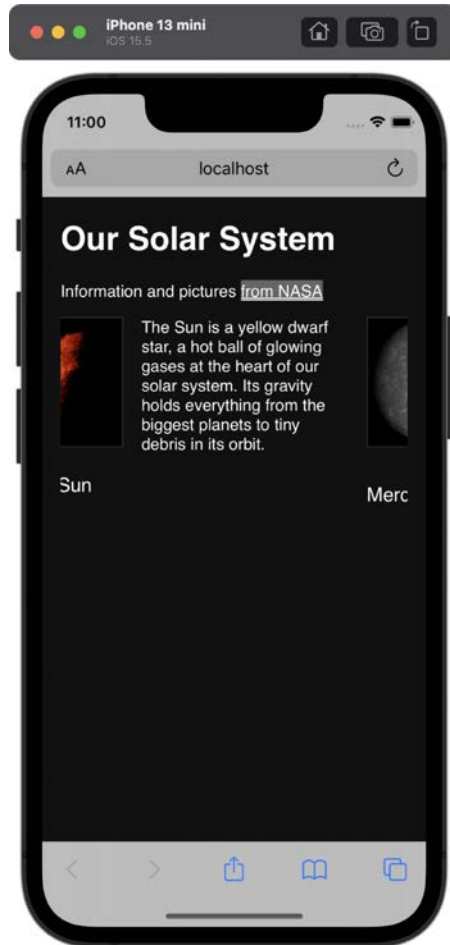 iPhone 13 mini
iOS 15.5
11:00
AA
localhost
Our Solar System
Information and pictures from NASA
The Sun is a yellow dwarf
star, a hot ball of glowing
gases at the heart of our
solar system. Its gravity
holds everything from the
biggest planets to tiny
debris in its orbit.
Sun
Merc